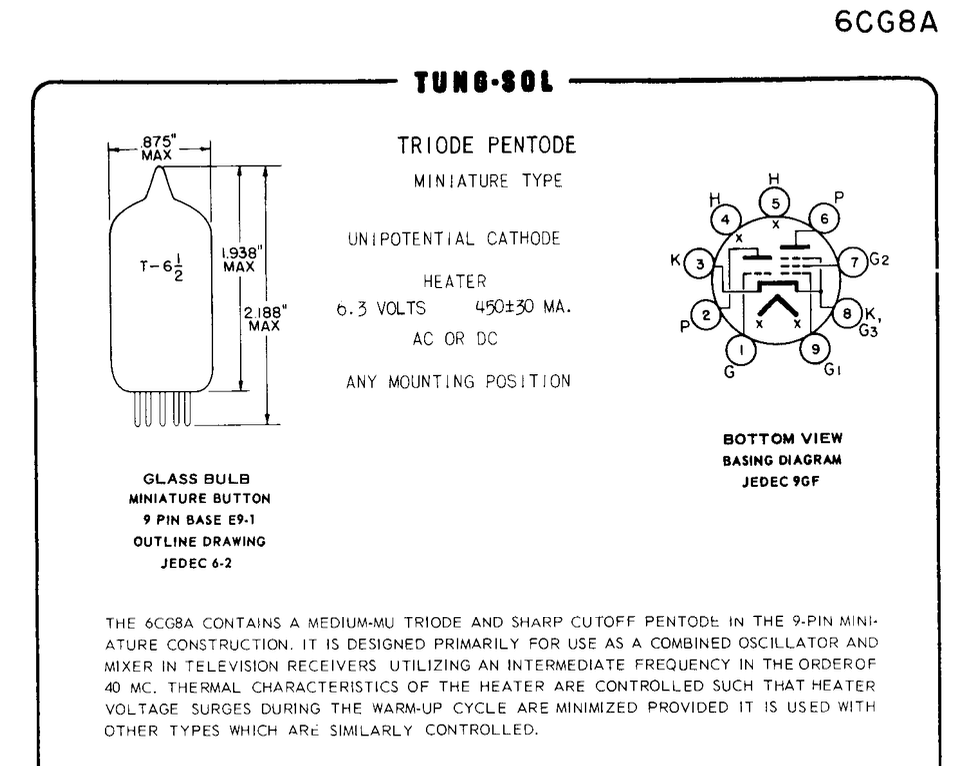 6CG8A
TUNG-SOL
.875"
MAX
T-6 1/2
1.938"
MAX
2.188"
MAX
GLASS BULB
MINIATURE BUTTON
9 PIN BASE E9-1
OUTLINE DRAWING
JEDEC 6-2
TRIODE PENTODE
MINIATURE TYPE
UNIPOTENTIAL CATHODE
HEATER
6.3 VOLTS 450±30 MA.
AC OR DC
ANY MOUNTING POSITION
H
5
H
4
P
6
K
3
7
G2
P
2
8
K,
G3
1
G
9
G1
X
X
X
X
BOTTOM VIEW
BASING DIAGRAM
JEDEC 9GF
THE 6CG8A CONTAINS A MEDIUM-MU TRIODE AND SHARP CUTOFF PENTODE IN THE 9-PIN MINI-
ATURE CONSTRUCTION. IT IS DESIGNED PRIMARILY FOR USE AS A COMBINED OSCILLATOR AND
MIXER IN TELEVISION RECEIVERS UTILIZING AN INTERMEDIATE FREQUENCY IN THE ORDER OF
40 MC. THERMAL CHARACTERISTICS OF THE HEATER ARE CONTROLLED SUCH THAT HEATER
VOLTAGE SURGES DURING THE WARM-UP CYCLE ARE MINIMIZED PROVIDED IT IS USED WITH
OTHER TYPES WHICH ARE SIMILARLY CONTROLLED.